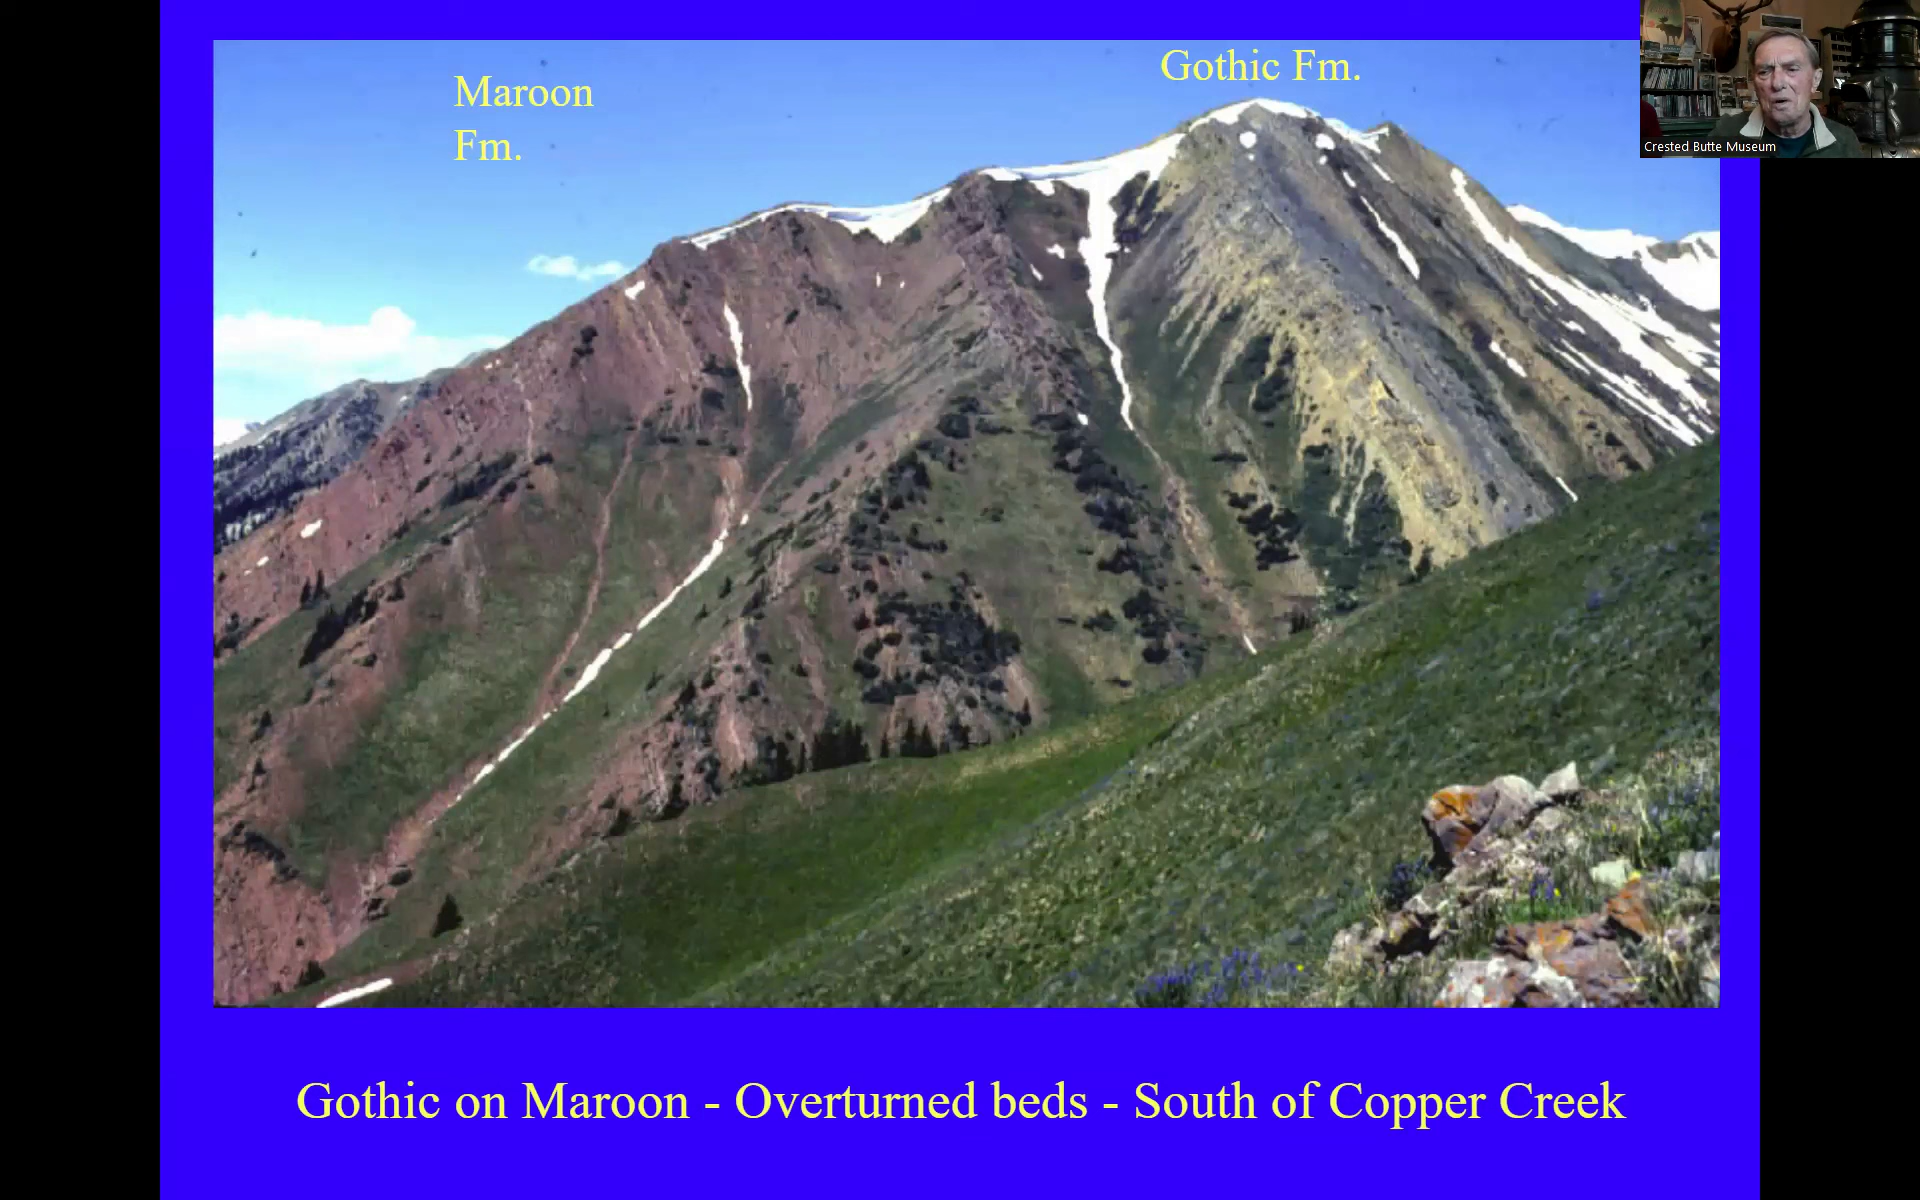 Maroon
Fm.
Gothic Fm.
Crested Butte Museum
Gothic on Maroon - Overturned beds - South of Copper Creek